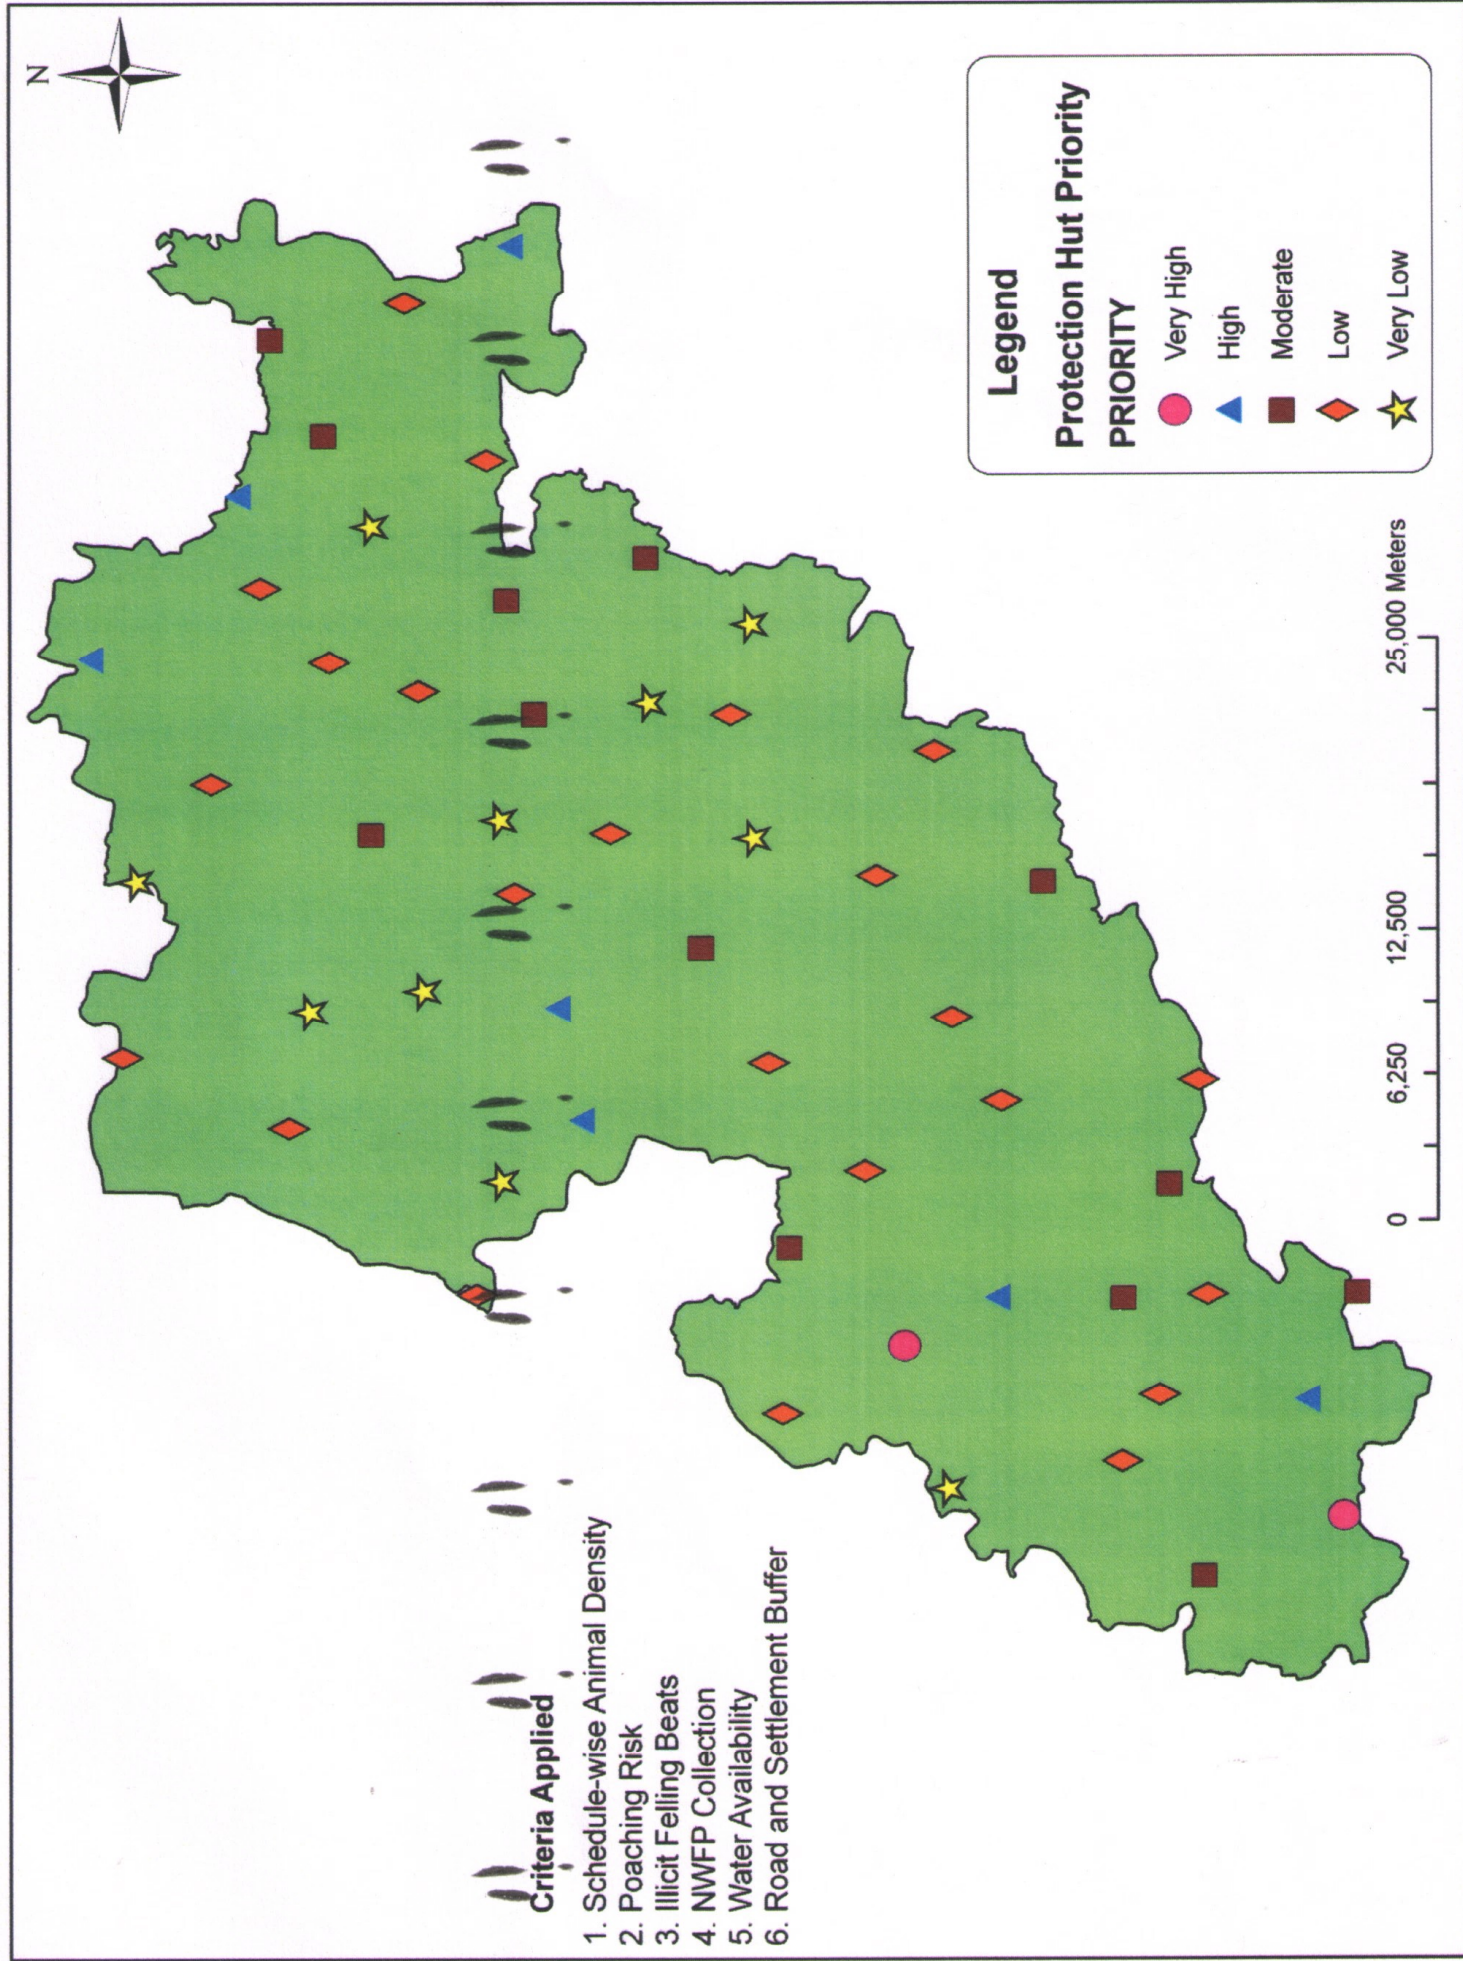 N
Criteria Applied
1. Schedule-wise Animal Density
2. Poaching Risk
3. Illicit Felling Beats
4. NWFP Collection
5. Water Availability
6. Road and Settlement Buffer
0 6,250 12,500 25,000 Meters
Legend
Protection Hut Priority
PRIORITY
Very High
High
Moderate
Low
Very Low